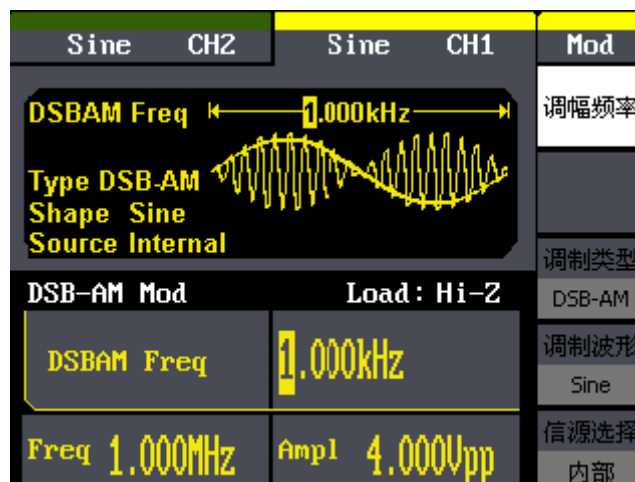 Sine CH2 Sine CH1 Mod
DSBAM Freq 1.000kHz
Type DSB-AM
Shape Sine
Source Internal
DSB-AM Mod Load: Hi-Z
DSBAM Freq 1.000kHz
Freq 1.000MHz Ampl 4.000Vpp
调幅频率
调制类型
DSB-AM
调制波形
Sine
信源选择
内部